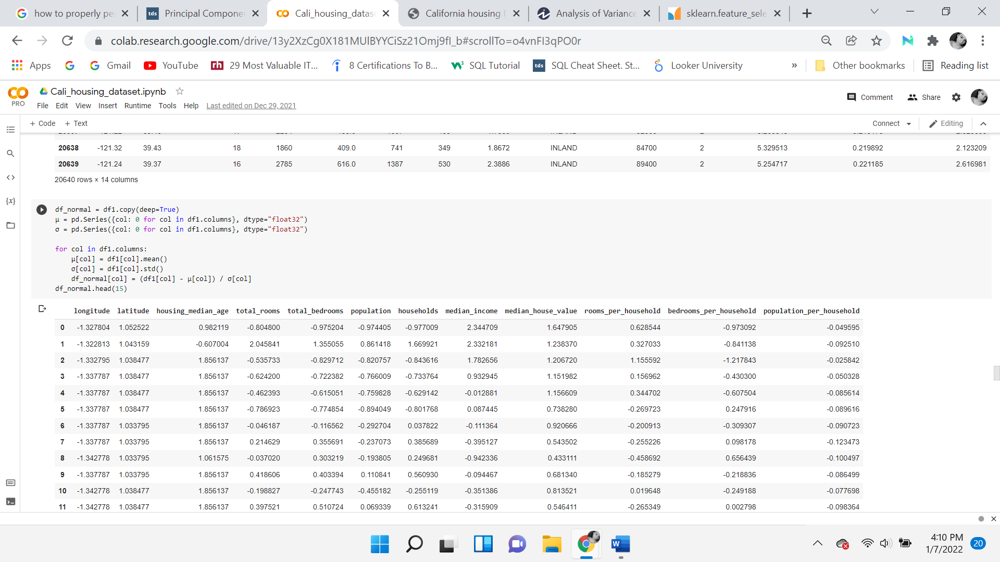 how to properly pe
tds Principal Componer
Cali_housing_datase
California housing
Analysis of Variance
sklearn.feature_sele
colab.research.google.com/drive/13y2XzCg0X181MUlBYYCiSz21Omj9fI_b#scrollTo=o4vnFI3qPO0r
Apps
Gmail
YouTube
rh 29 Most Valuable IT...
8 Certifications To B...
SQL Tutorial
tds SQL Cheat Sheet. St...
Looker University
»
Other bookmarks
Reading list
PRO
Cali_housing_dataset.ipynb
Comment
Share
File Edit View Insert Runtime Tools Help Last edited on Dec 29, 2021
+ Code + Text
Connect
Editing
20638 -121.32 39.43 18 1860 409.0 741 349 1.8672 INLAND 84700 2 5.329513 0.219892 2.123209
20639 -121.24 39.37 16 2785 616.0 1387 530 2.3886 INLAND 89400 2 5.254717 0.221185 2.616981
20640 rows × 14 columns
df_normal = df1.copy(deep=True)
μ = pd.Series({col: 0 for col in df1.columns}, dtype="float32")
σ = pd.Series({col: 0 for col in df1.columns}, dtype="float32")
for col in df1.columns:
μ[col] = df1[col].mean()
σ[col] = df1[col].std()
df_normal[col] = (df1[col] - μ[col]) / σ[col]
df_normal.head(15)
longitude latitude housing_median_age total_rooms total_bedrooms population households median_income median_house_value rooms_per_household bedrooms_per_household population_per_household
0 -1.327804 1.052522 0.982119 -0.804800 -0.975204 -0.974405 -0.977009 2.344709 1.647905 0.628544 -0.973092 -0.049595
1 -1.322813 1.043159 -0.607004 2.045841 1.355055 0.861418 1.669921 2.332181 1.238370 0.327033 -0.841138 -0.092510
2 -1.332795 1.038477 1.856137 -0.535733 -0.829712 -0.820757 -0.843616 1.782656 1.206720 1.155592 -1.217843 -0.025842
3 -1.337787 1.038477 1.856137 -0.624200 -0.722382 -0.766009 -0.733764 0.932945 1.151982 0.156962 -0.430300 -0.050328
4 -1.337787 1.038477 1.856137 -0.462393 -0.615051 -0.759828 -0.629142 -0.012881 1.156609 0.344702 -0.607504 -0.085614
5 -1.337787 1.038477 1.856137 -0.786923 -0.774854 -0.894049 -0.801768 0.087445 0.738280 -0.269723 0.247916 -0.089616
6 -1.337787 1.033795 1.856137 -0.046187 -0.116562 -0.292704 0.037822 -0.111364 0.920666 -0.200913 -0.309307 -0.090723
7 -1.337787 1.033795 1.856137 0.214629 0.355691 -0.237073 0.385689 -0.395127 0.543502 -0.255226 0.098178 -0.123473
8 -1.342778 1.033795 1.061575 -0.037020 0.303219 -0.193805 0.249681 -0.942336 0.433111 -0.458692 0.656439 -0.100497
9 -1.337787 1.033795 1.856137 0.418606 0.403394 0.110841 0.560930 -0.094467 0.681340 -0.185279 -0.218836 -0.086499
10 -1.342778 1.038477 1.856137 -0.198827 -0.247743 -0.455182 -0.255119 -0.351386 0.813521 0.019648 -0.249188 -0.077698
11 -1.342778 1.038477 1.856137 0.397521 0.510724 0.069339 0.613241 -0.315909 0.546411 -0.265349 0.002798 -0.098364
4:10 PM
1/7/2022
20